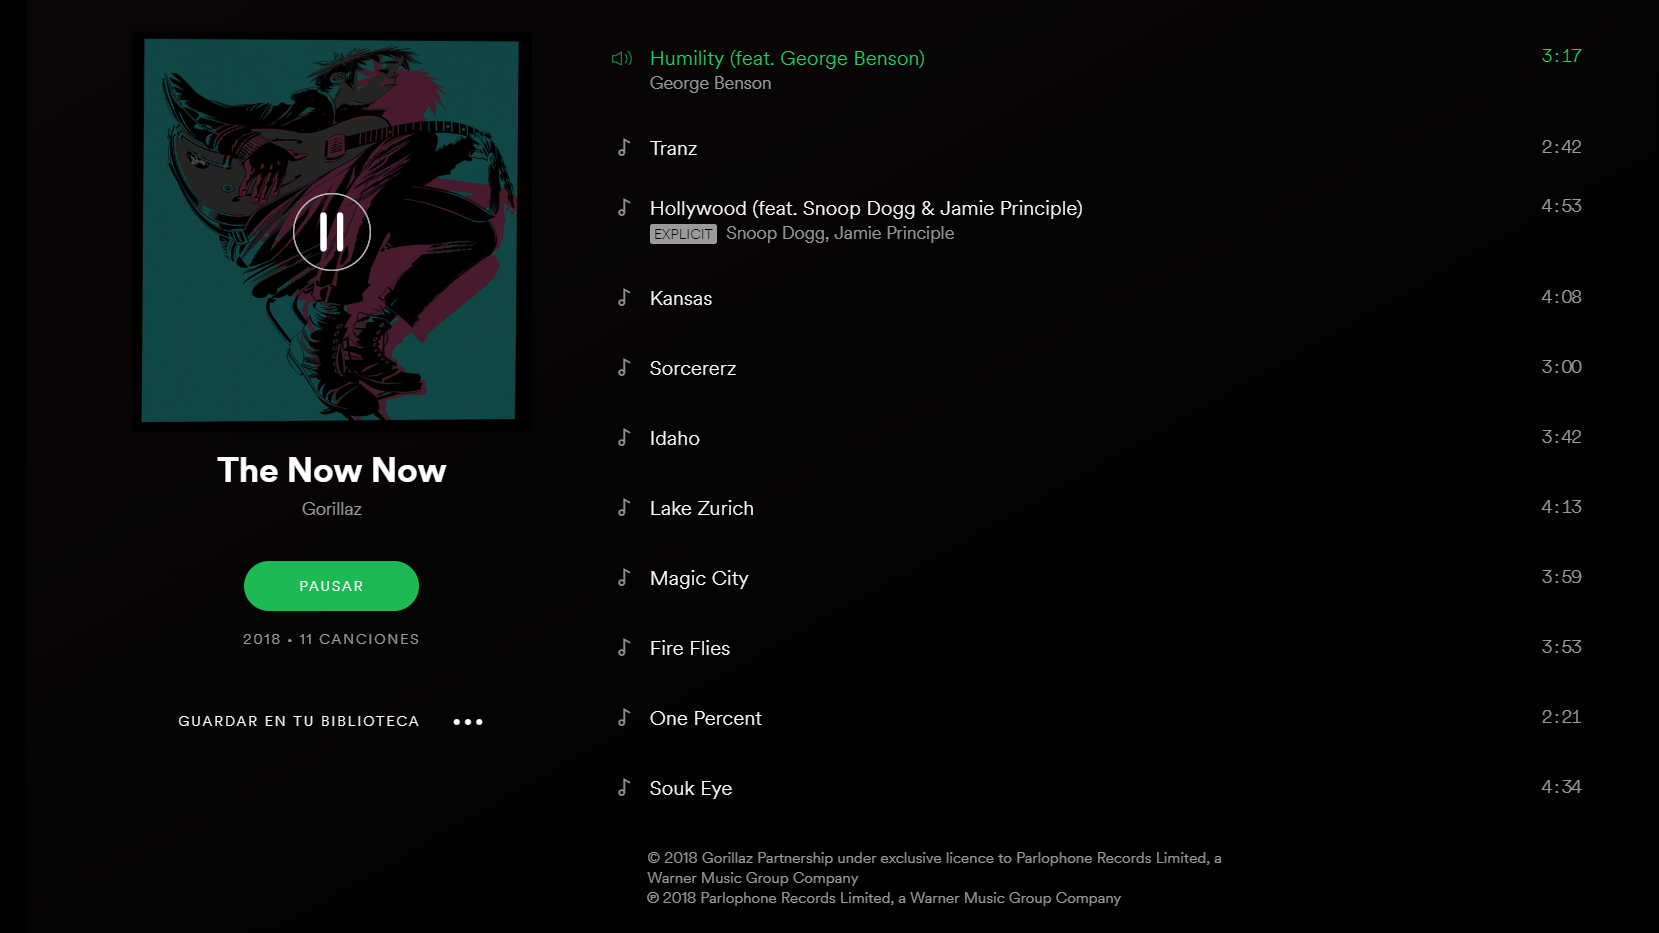 The Now Now
Gorillaz
PAUSAR
2018 • 11 CANCIONES
GUARDAR EN TU BIBLIOTECA
Humility (feat. George Benson) 3:17
George Benson
Tranz 2:42
Hollywood (feat. Snoop Dogg & Jamie Principle) 4:53
EXPLICIT Snoop Dogg, Jamie Principle
Kansas 4:08
Sorcererz 3:00
Idaho 3:42
Lake Zurich 4:13
Magic City 3:59
Fire Flies 3:53
One Percent 2:21
Souk Eye 4:34
© 2018 Gorillaz Partnership under exclusive licence to Parlophone Records Limited, a
Warner Music Group Company
℗ 2018 Parlophone Records Limited, a Warner Music Group Company